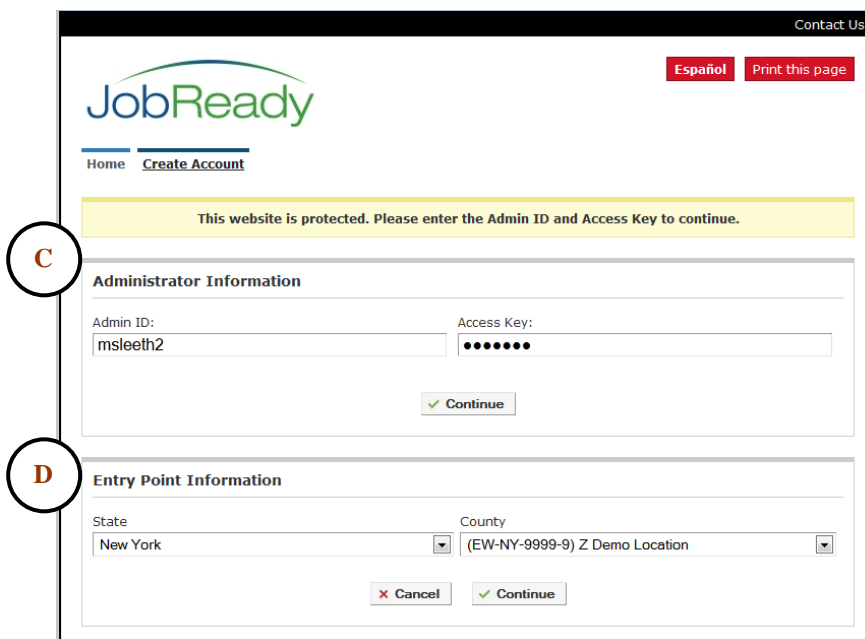 Contact Us
Español Print this page
JobReady
Home Create Account
This website is protected. Please enter the Admin ID and Access Key to continue.
C
Administrator Information
Admin ID: Access Key:
msleeth2 ●●●●●●●
Continue
D
Entry Point Information
State County
New York (EW-NY-9999-9) Z Demo Location
Cancel Continue